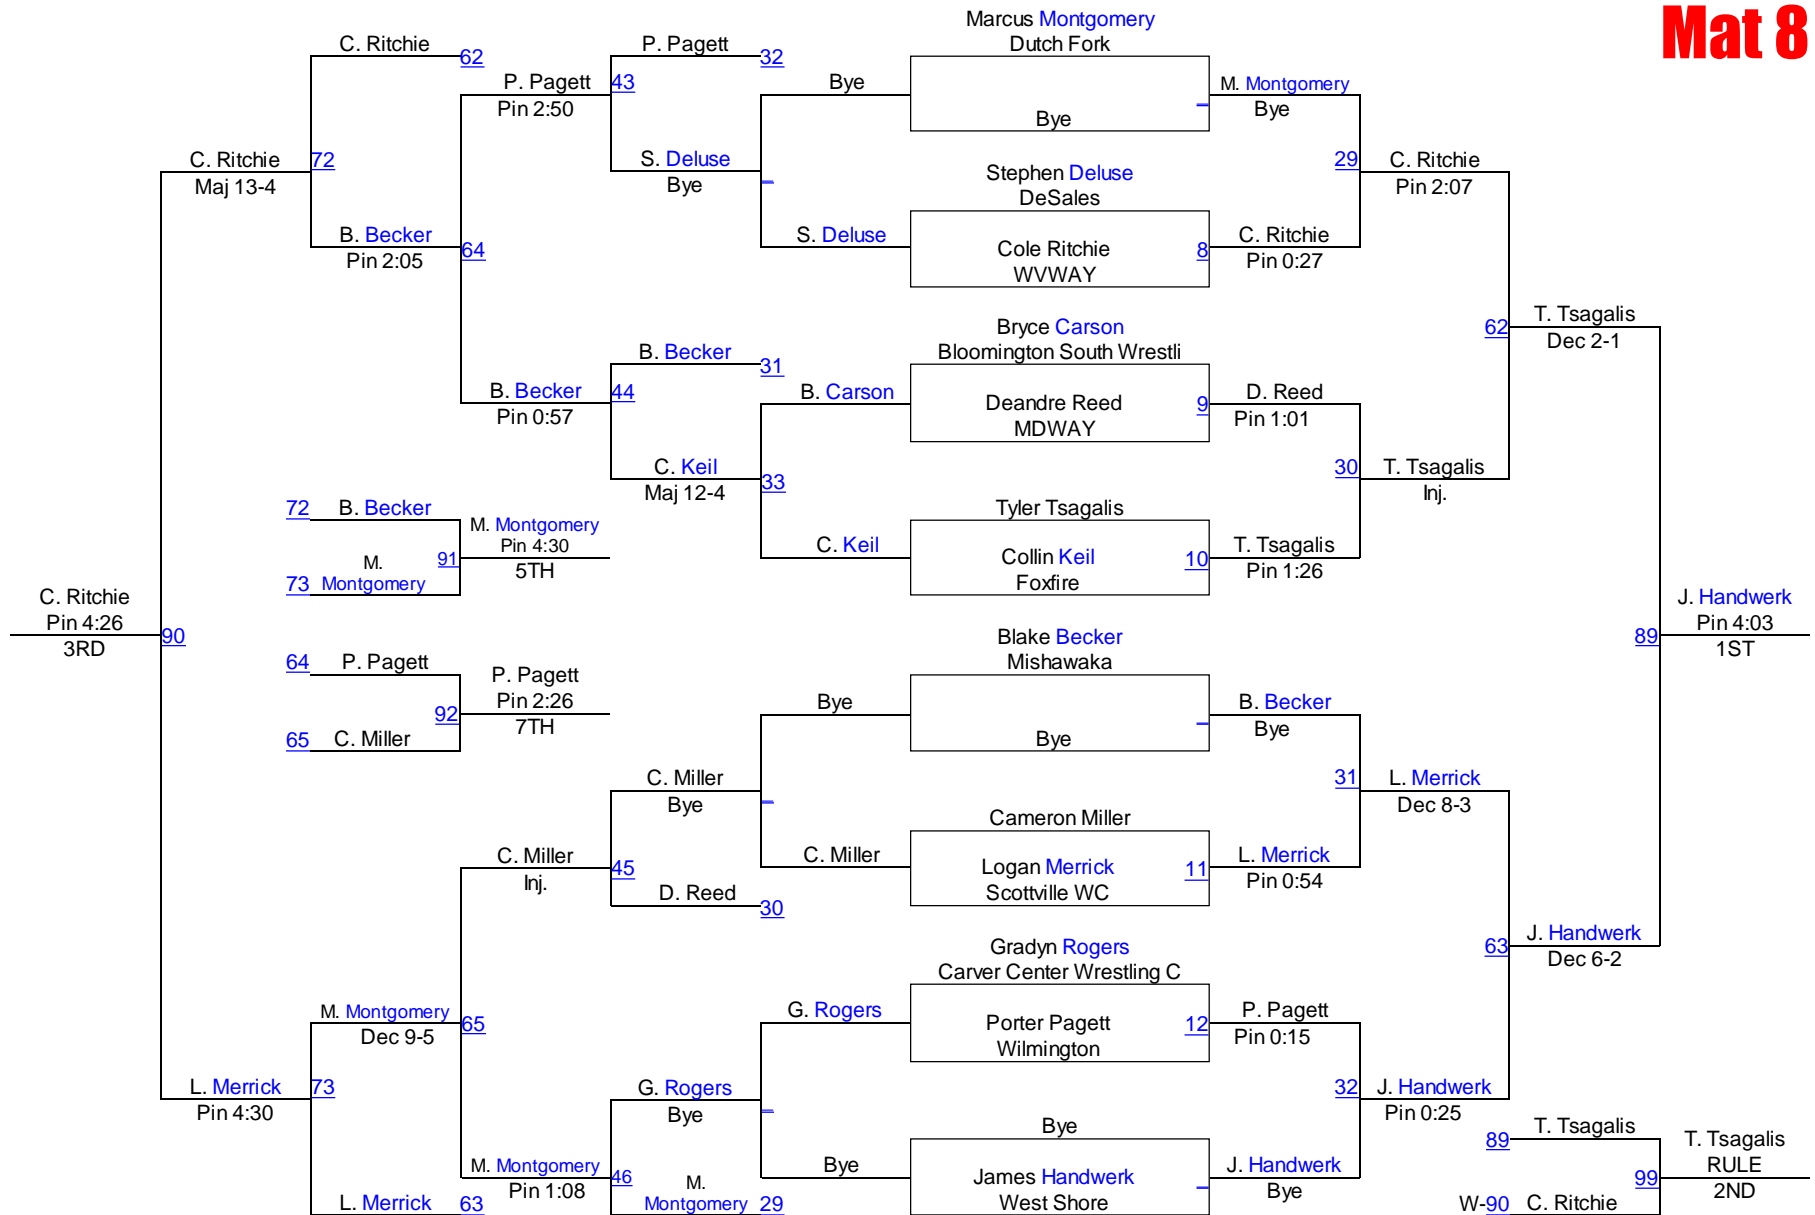 Mat 8
Marcus Montgomery
Dutch Fork
Bye
Stephen Deluse
DeSales
Cole Ritchie
WVWAY
8
Bryce Carson
Bloomington South Wrestli
Deandre Reed
MDWAY
9
Tyler Tsagalis
Collin Keil
Foxfire
10
Blake Becker
Mishawaka
Bye
Cameron Miller
Logan Merrick
Scottville WC
11
Gradyn Rogers
Carver Center Wrestling C
Porter Pagett
Wilmington
12
Bye
James Handwerk
West Shore
M. Montgomery
Bye
C. Ritchie
Pin 0:27
D. Reed
Pin 1:01
T. Tsagalis
Pin 1:26
B. Becker
Bye
L. Merrick
Pin 0:54
P. Pagett
Pin 0:15
J. Handwerk
Bye
29
C. Ritchie
Pin 2:07
30
T. Tsagalis
Inj.
31
L. Merrick
Dec 8-3
32
J. Handwerk
Pin 0:25
62
T. Tsagalis
Dec 2-1
63
J. Handwerk
Dec 6-2
89
J. Handwerk
Pin 4:03
1ST
89
T. Tsagalis
W-90
C. Ritchie
99
T. Tsagalis
RULE
2ND
Bye
S. Deluse
B. Carson
C. Keil
Bye
C. Miller
G. Rogers
Bye
P. Pagett
32
S. Deluse
Bye
B. Becker
31
C. Keil
Maj 12-4
33
C. Miller
Bye
D. Reed
30
G. Rogers
Bye
M.
Montgomery
29
P. Pagett
Pin 2:50
43
B. Becker
Pin 0:57
44
C. Miller
Inj.
45
M. Montgomery
Pin 1:08
46
C. Ritchie
62
B. Becker
Pin 2:05
64
M. Montgomery
Dec 9-5
65
L. Merrick
63
C. Ritchie
Maj 13-4
72
L. Merrick
Pin 4:30
73
C. Ritchie
Pin 4:26
3RD
90
72
B. Becker
73
M.
Montgomery
91
M. Montgomery
Pin 4:30
5TH
64
P. Pagett
65
C. Miller
92
P. Pagett
Pin 2:26
7TH